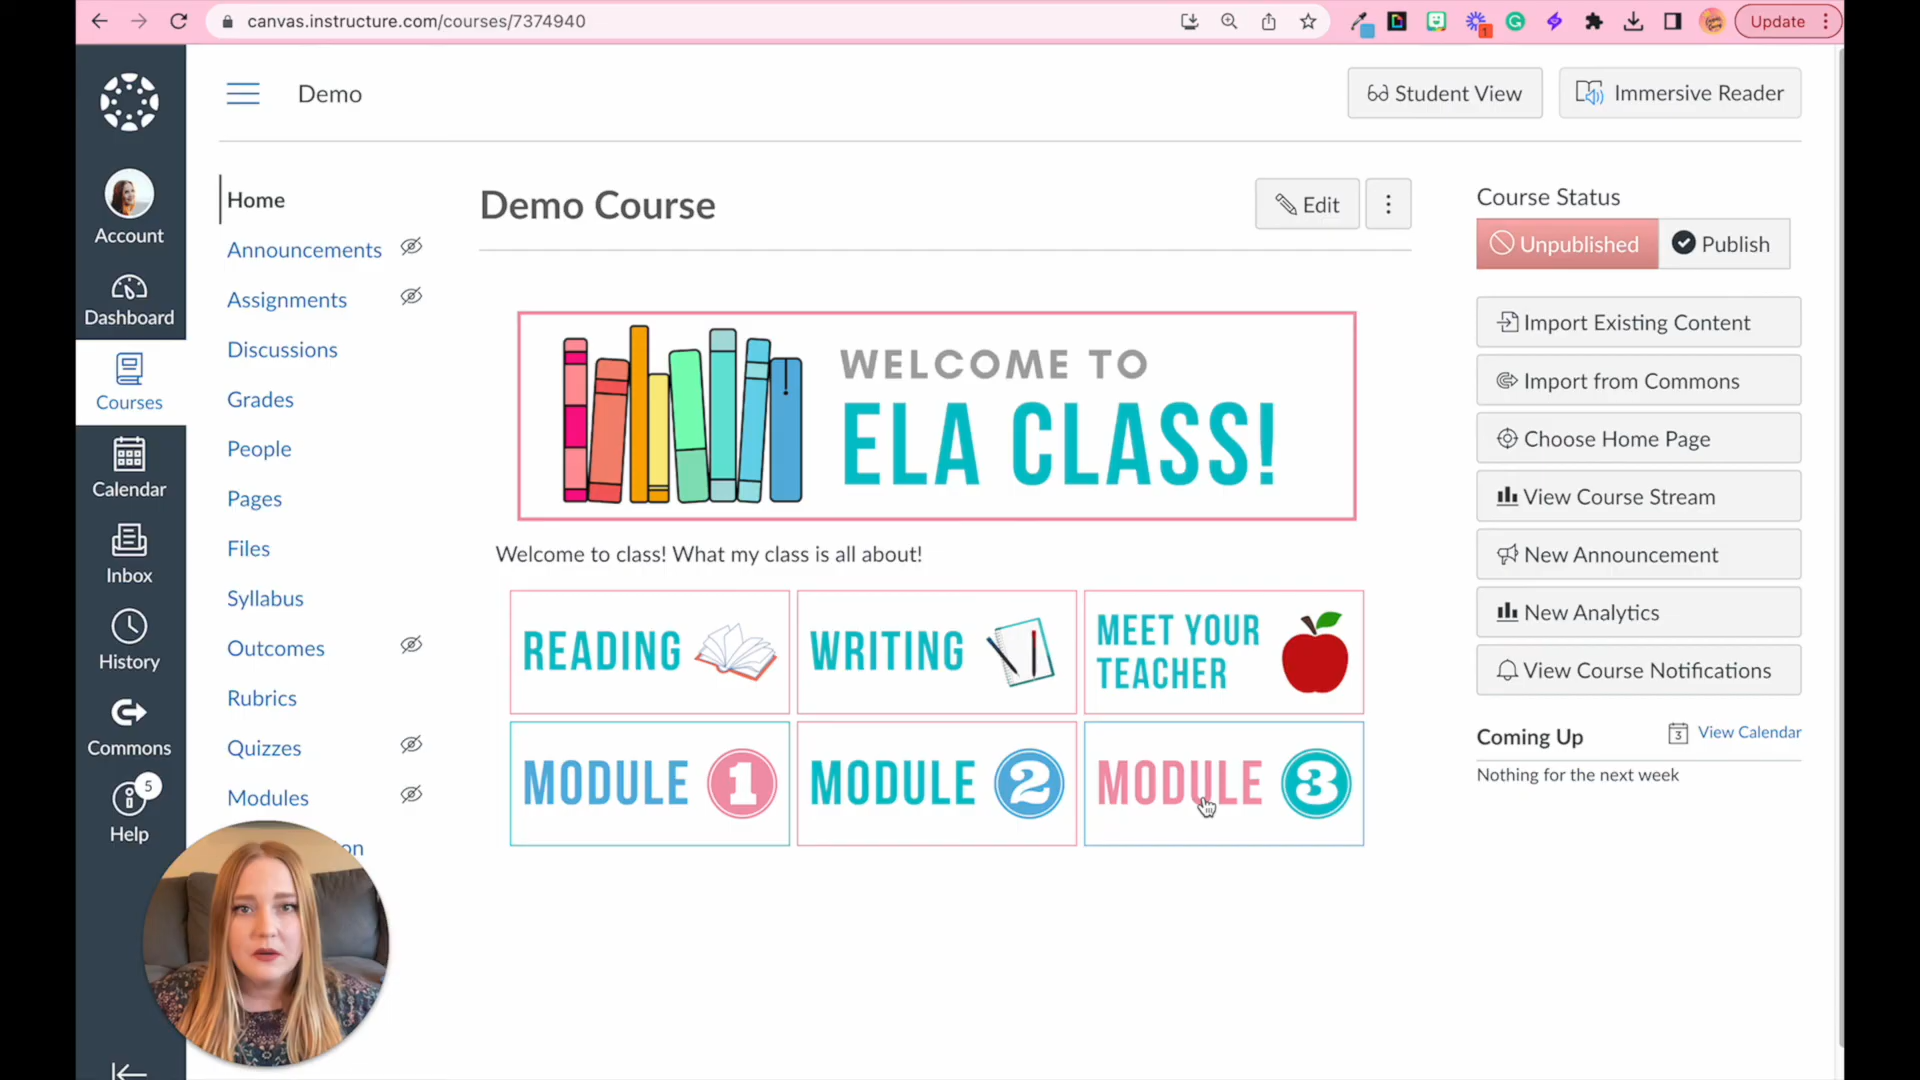 canvas.instructure.com/courses/7374940
1
Update
Demo
Student View
Immersive Reader
Account
Dashboard
Courses
Calendar
Inbox
History
Commons
5
Help
Home
Announcements
Assignments
Discussions
Grades
People
Pages
Files
Syllabus
Outcomes
Rubrics
Quizzes
Modules
Demo Course
Edit
WELCOME TO
ELA CLASS!
Welcome to class! What my class is all about!
READING
WRITING
MEET YOUR
TEACHER
MODULE 1
MODULE 2
MODULE 3
Course Status
Unpublished
Publish
Import Existing Content
Import from Commons
Choose Home Page
View Course Stream
New Announcement
New Analytics
View Course Notifications
Coming Up
3
View Calendar
Nothing for the next week